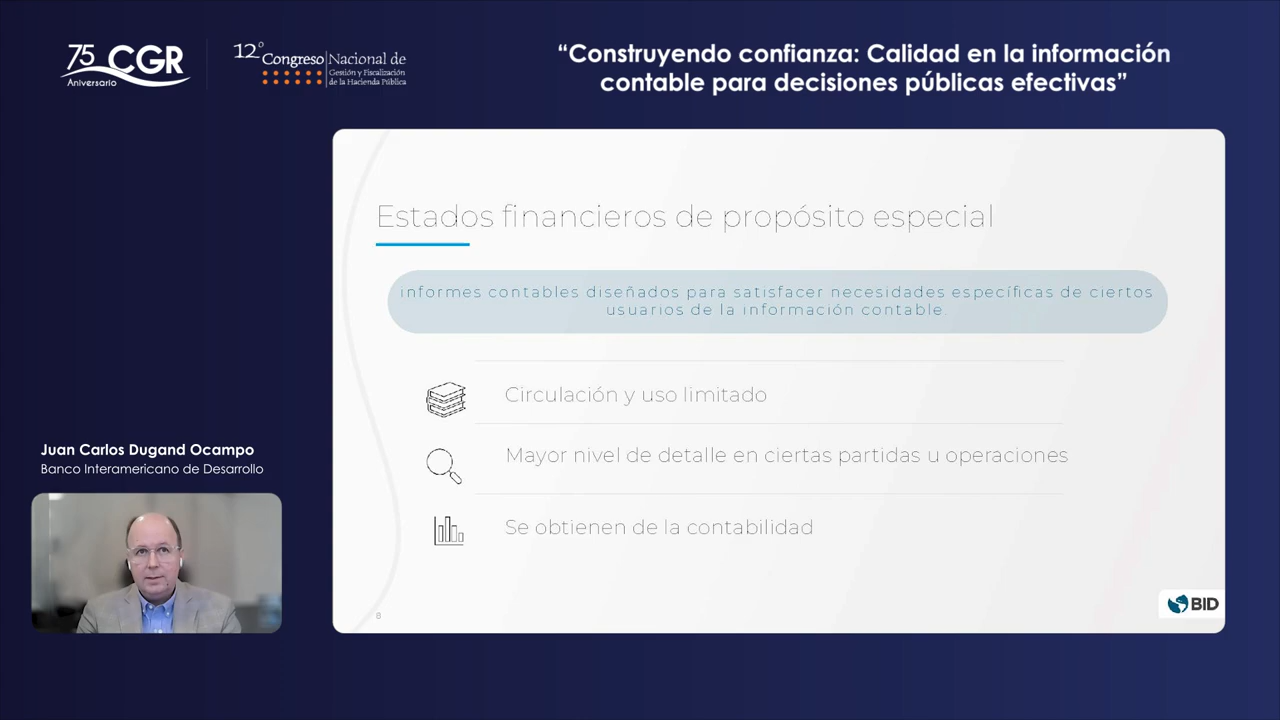 75 CGR
Aniversario
12° Congreso Nacional de
Gestión y Fiscalización
de la Hacienda Pública
“Construyendo confianza: Calidad en la información
contable para decisiones públicas efectivas”
Estados financieros de propósito especial
informes contables diseñados para satisfacer necesidades específicas de ciertos
usuarios de la información contable.
Circulación y uso limitado
Mayor nivel de detalle en ciertas partidas u operaciones
Se obtienen de la contabilidad
8
BID
Juan Carlos Dugand Ocampo
Banco Interamericano de Desarrollo